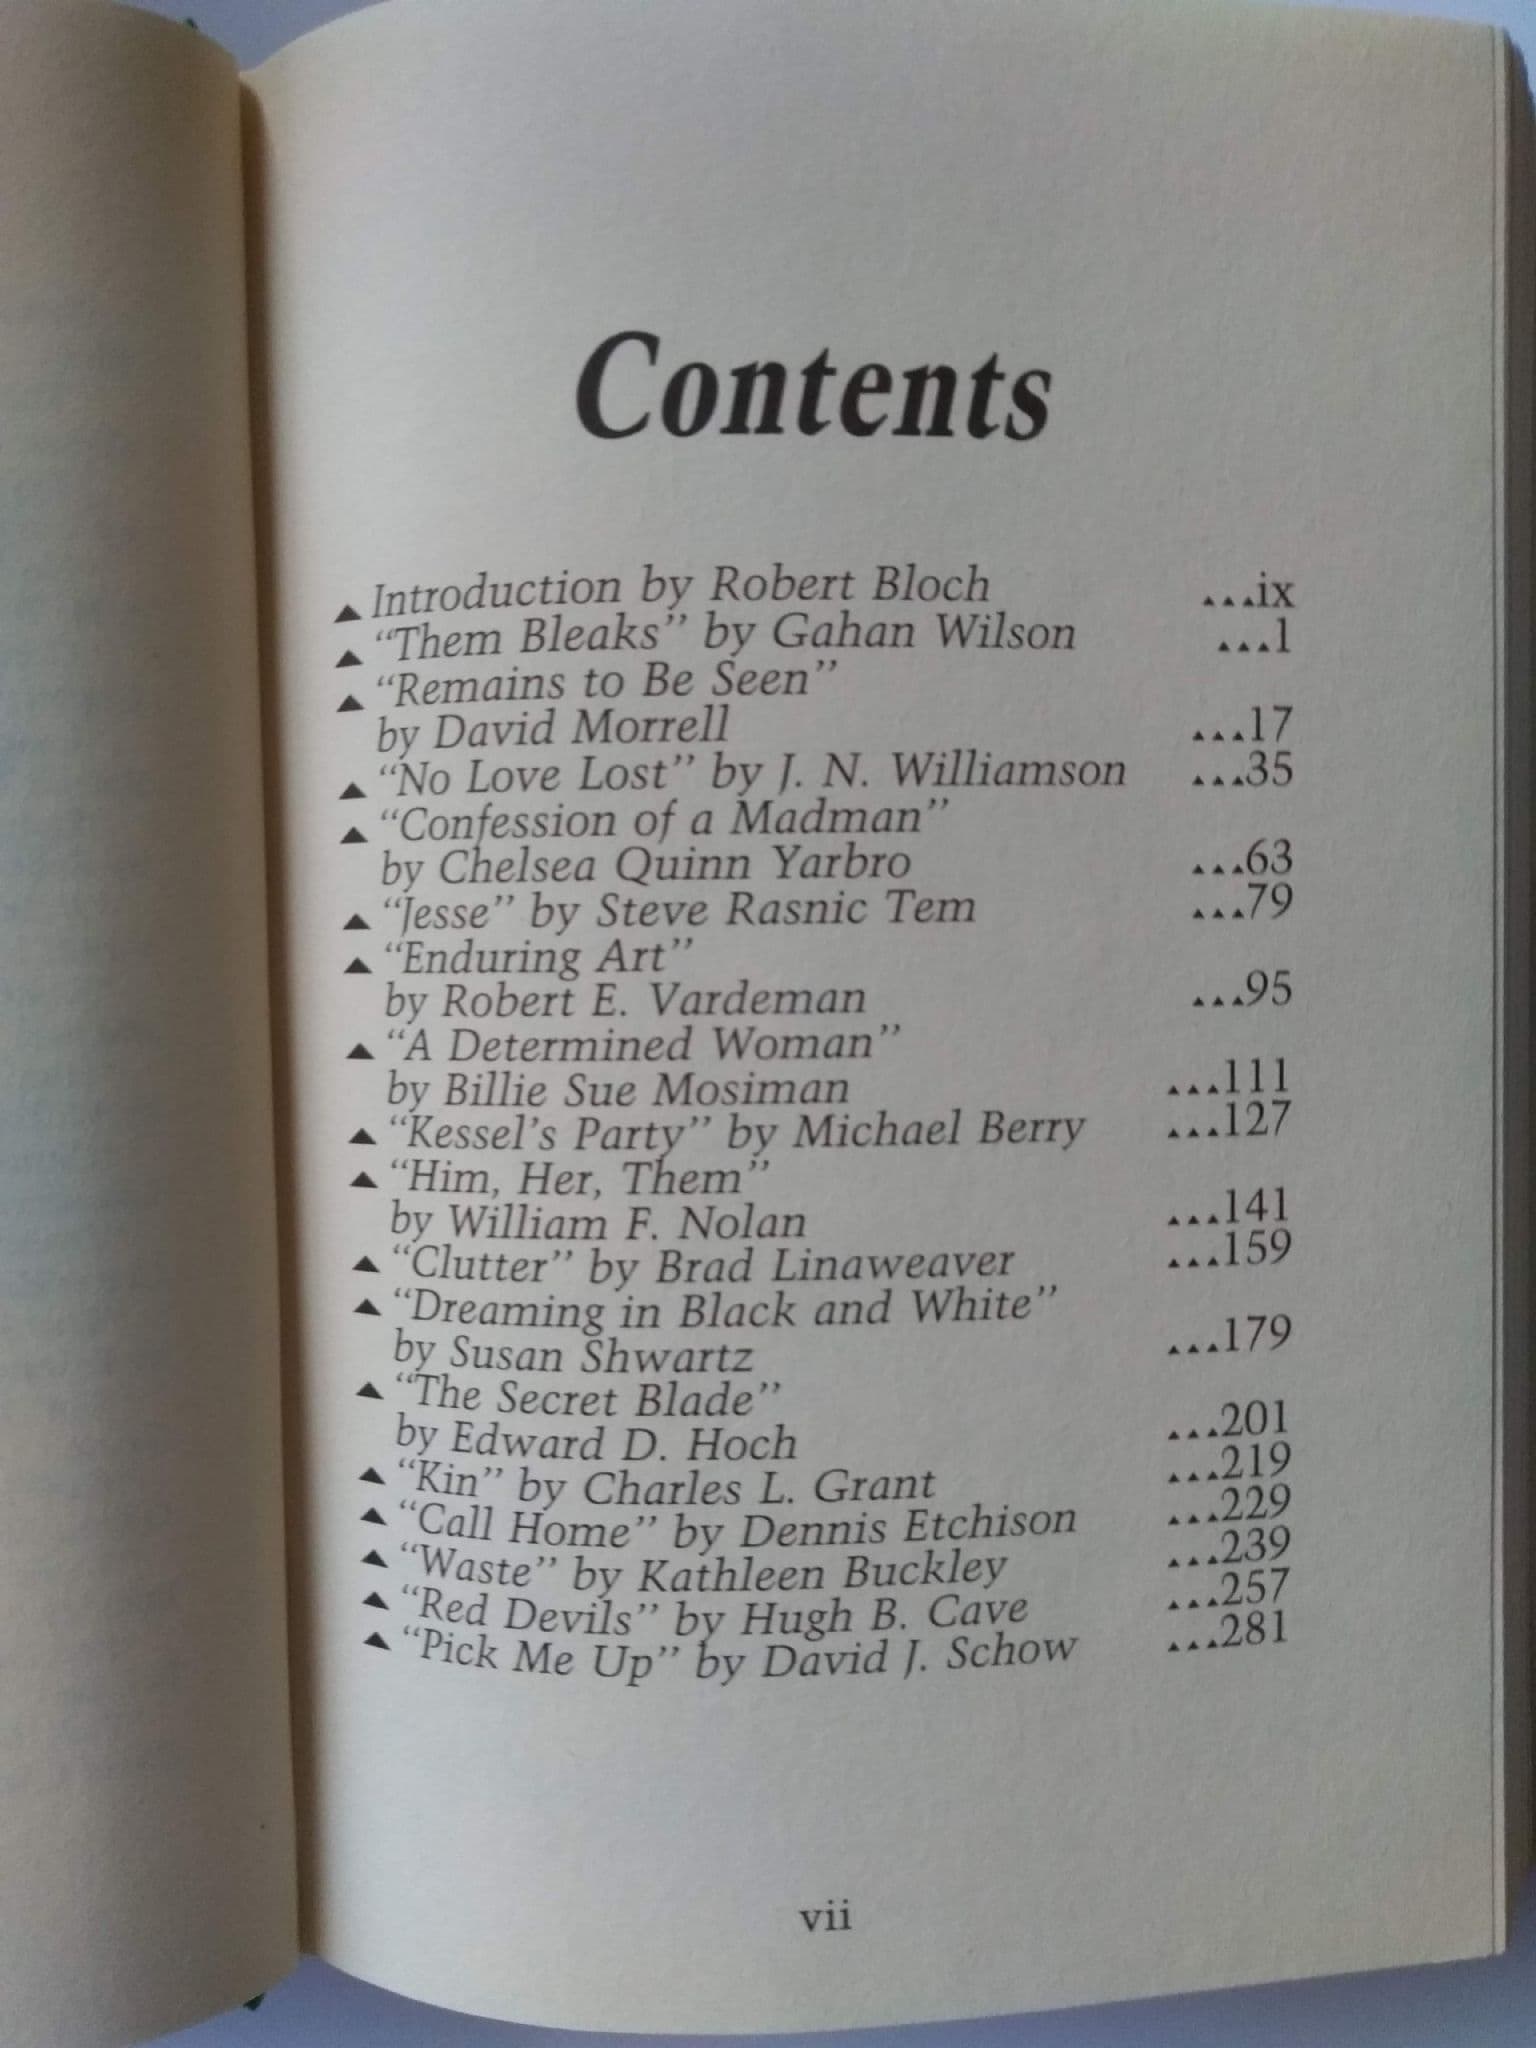 Contents
▲ Introduction by Robert Bloch ▲▲▲ix
▲ “Them Bleaks” by Gahan Wilson ▲▲▲1
▲ “Remains to Be Seen”
by David Morrell ▲▲▲17
▲ “No Love Lost” by J. N. Williamson ▲▲▲35
▲ “Confession of a Madman”
by Chelsea Quinn Yarbro ▲▲▲63
▲ “Jesse” by Steve Rasnic Tem ▲▲▲79
▲ “Enduring Art”
by Robert E. Vardeman ▲▲▲95
▲ “A Determined Woman”
by Billie Sue Mosiman ▲▲▲111
▲ “Kessel’s Party” by Michael Berry ▲▲▲127
▲ “Him, Her, Them”
by William F. Nolan ▲▲▲141
▲ “Clutter” by Brad Linaweaver ▲▲▲159
▲ “Dreaming in Black and White”
by Susan Shwartz ▲▲▲179
▲ “The Secret Blade”
by Edward D. Hoch ▲▲▲201
▲ “Kin” by Charles L. Grant ▲▲▲219
▲ “Call Home” by Dennis Etchison ▲▲▲229
▲ “Waste” by Kathleen Buckley ▲▲▲239
▲ “Red Devils” by Hugh B. Cave ▲▲▲257
▲ “Pick Me Up” by David J. Schow ▲▲▲281
vii